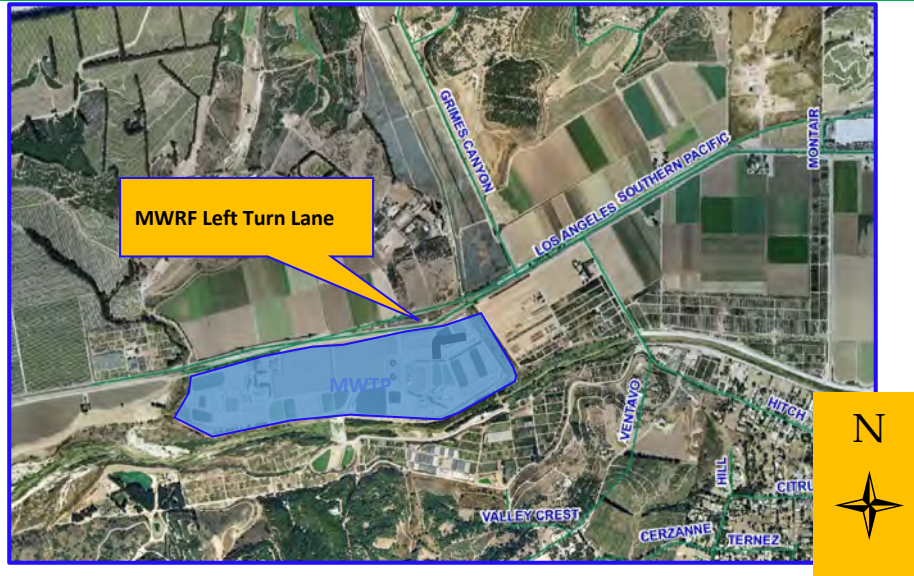 GRIMES CANYON
MONTAIR
LOS ANGELES SOUTHERN PACIFIC
MWRF Left Turn Lane
MWTP
VENTAVO
HITCH
N
HILL
CITRU
VALLEY CREST
CERZANNE
TERNEZ